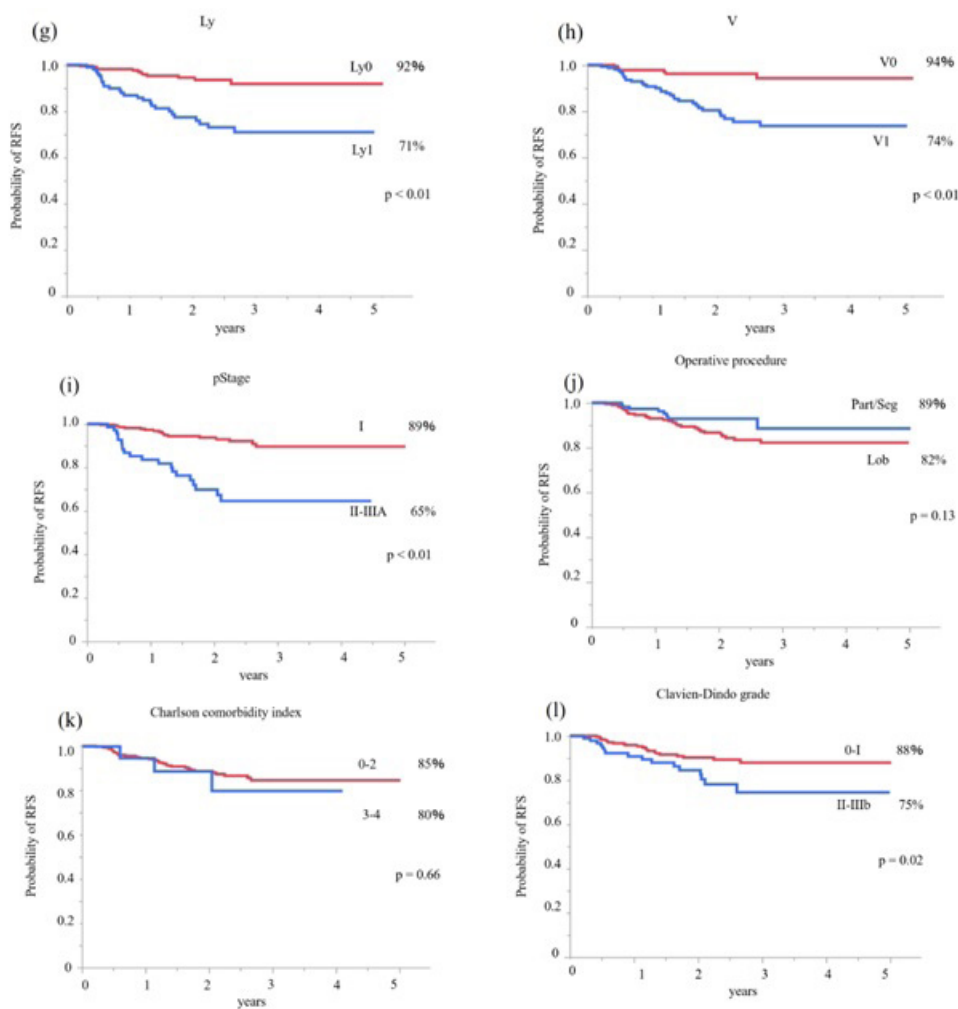 (g)
Ly
Probability of RFS
1.0
0.8
0.6
0.4
0.2
0
Ly0 92%
Ly1 71%
p < 0.01
0 1 2 3 4 5
years
(h)
V
Probability of RFS
1.0
0.8
0.6
0.4
0.2
0
V0 94%
V1 74%
p < 0.01
0 1 2 3 4 5
years
(i)
pStage
Probability of RFS
1.0
0.8
0.6
0.4
0.2
0
I 89%
II-IIIA 65%
p < 0.01
0 1 2 3 4 5
years
(j)
Operative procedure
Probability of RFS
1.0
0.8
0.6
0.4
0.2
0
Part/Seg 89%
Lob 82%
p = 0.13
0 1 2 3 4 5
years
(k)
Charlson comorbidity index
Probability of RFS
1.0
0.8
0.6
0.4
0.2
0
0-2 85%
3-4 80%
p = 0.66
0 1 2 3 4 5
years
(l)
Clavien-Dindo grade
Probability of RFS
1.0
0.8
0.6
0.4
0.2
0
0-I 88%
II-IIIb 75%
p = 0.02
0 1 2 3 4 5
years